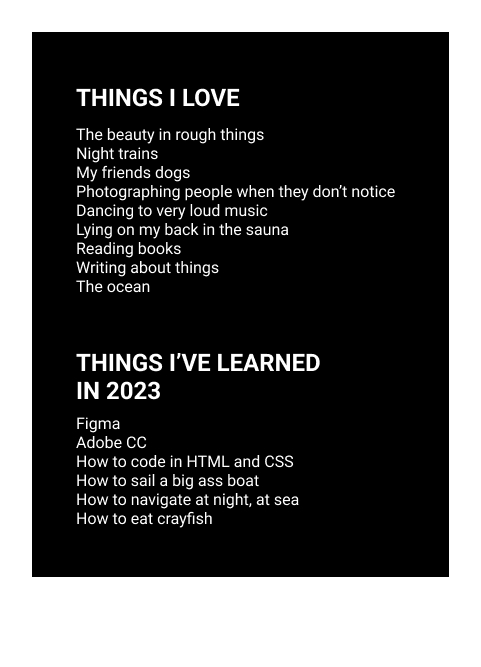 THINGS I LOVE
The beauty in rough things
Night trains
My friends dogs
Photographing people when they don’t notice
Dancing to very loud music
Lying on my back in the sauna
Reading books
Writing about things
The ocean
THINGS I’VE LEARNED
IN 2023
Figma
Adobe CC
How to code in HTML and CSS
How to sail a big ass boat
How to navigate at night, at sea
How to eat crayfish